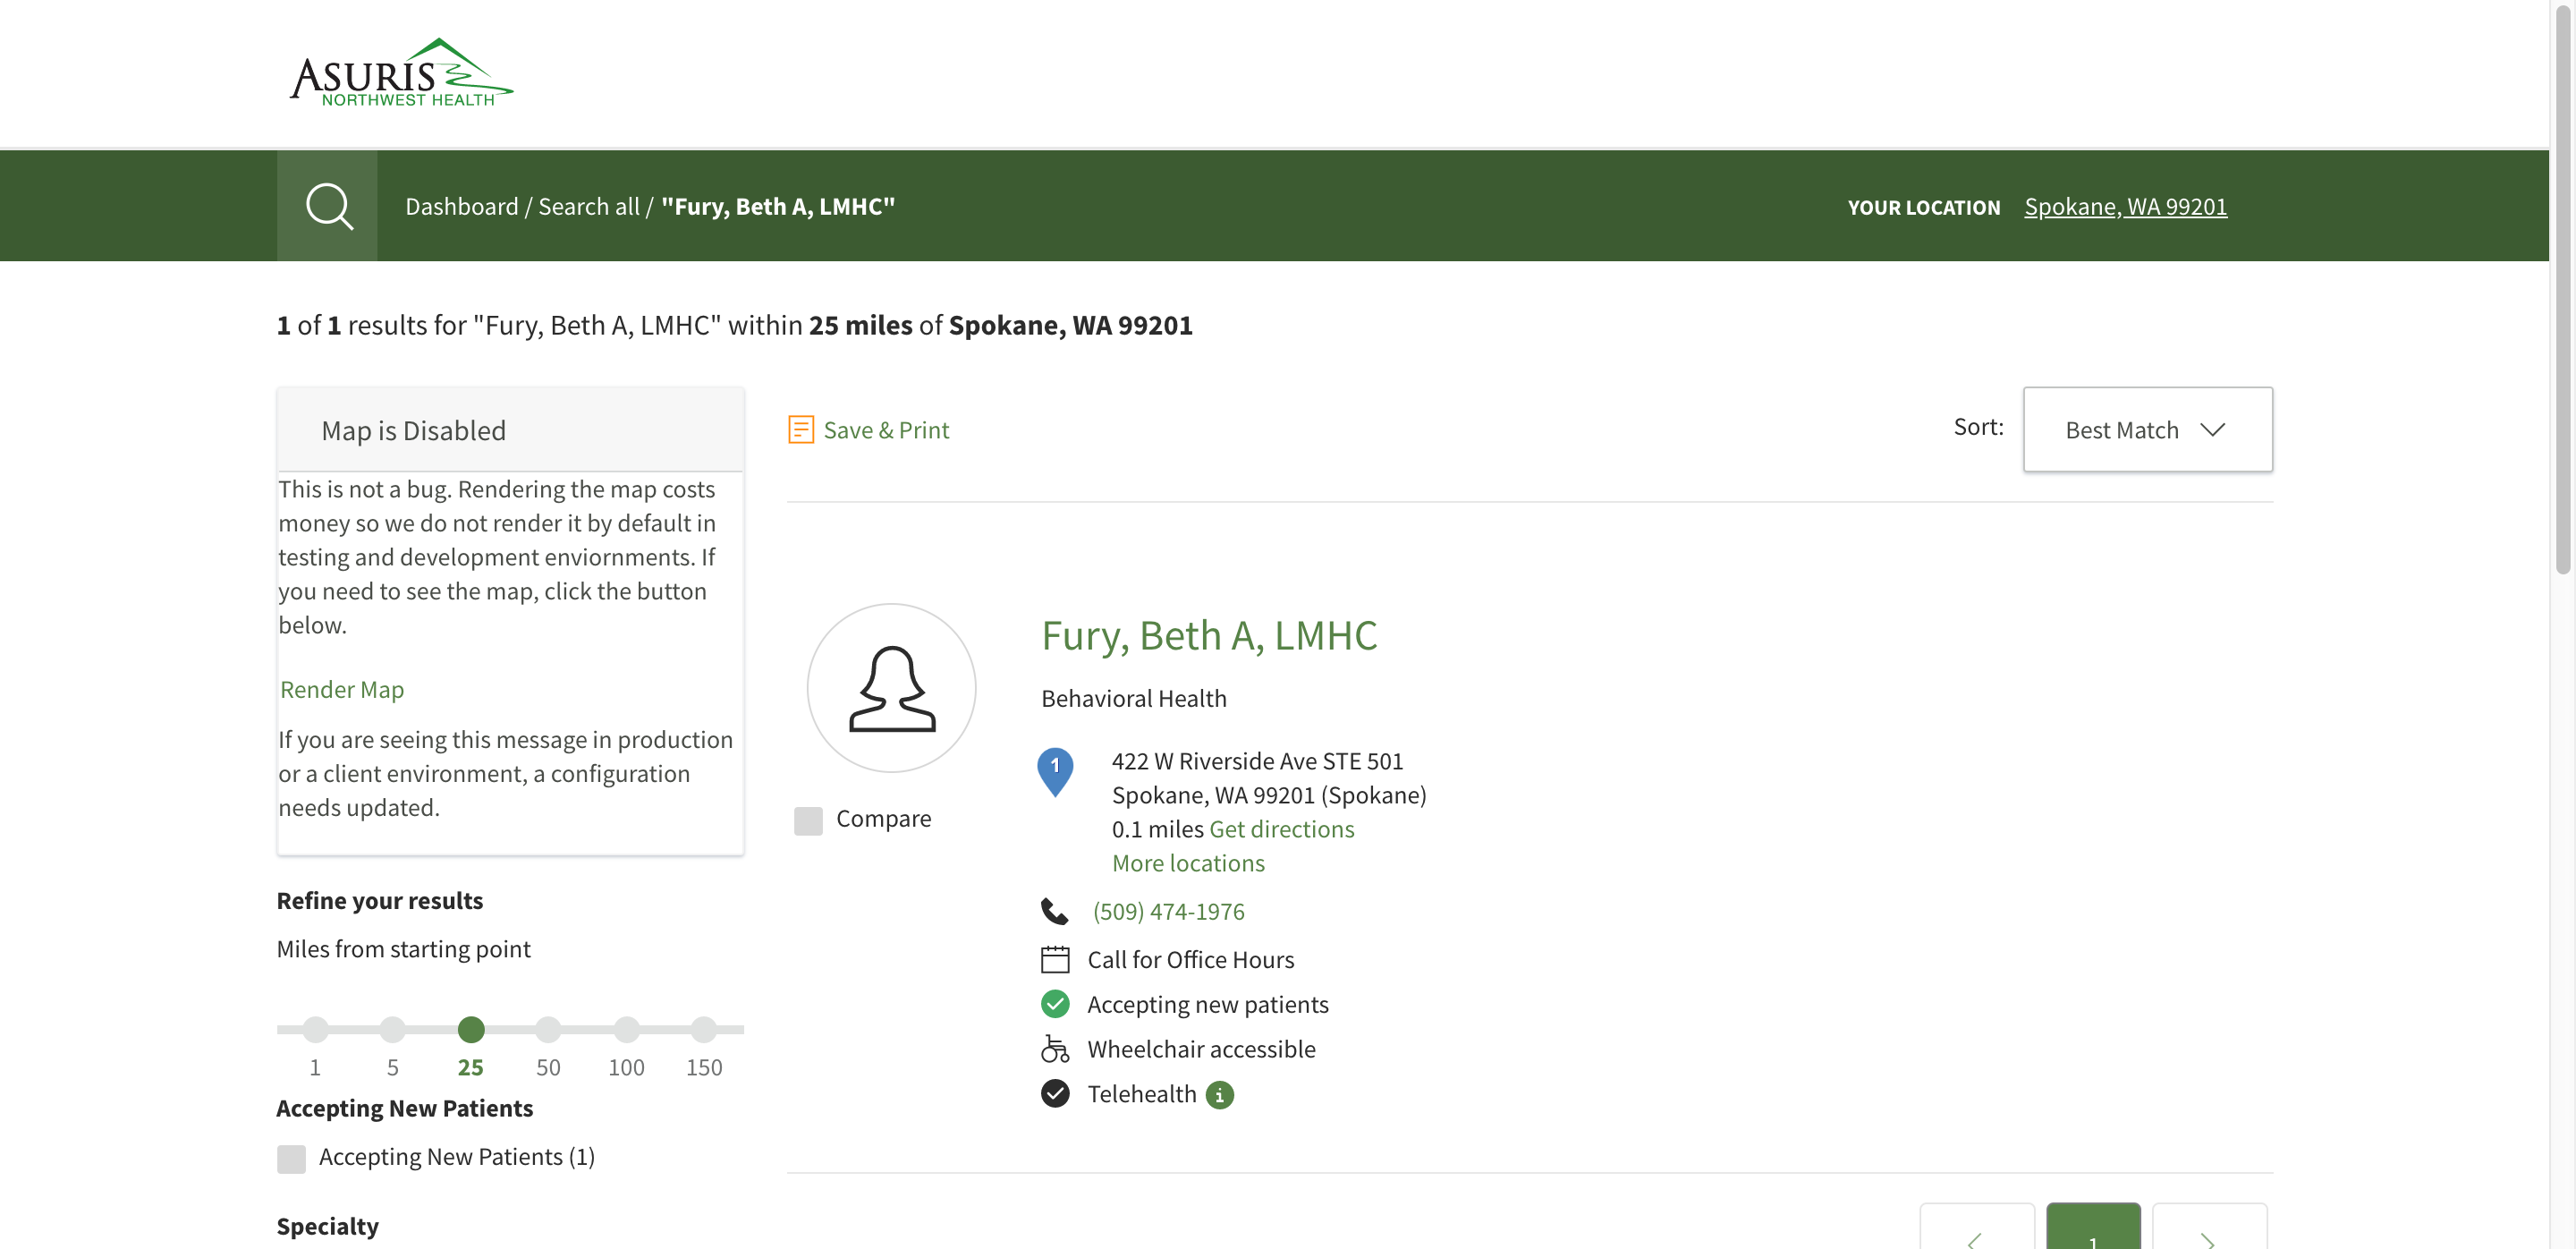 ASURIS
NORTHWEST HEALTH
Dashboard / Search all / "Fury, Beth A, LMHC"
YOUR LOCATION Spokane, WA 99201
1 of 1 results for "Fury, Beth A, LMHC" within 25 miles of Spokane, WA 99201
Map is Disabled
This is not a bug. Rendering the map costs
money so we do not render it by default in
testing and development enviornments. If
you need to see the map, click the button
below.
Render Map
If you are seeing this message in production
or a client environment, a configuration
needs updated.
Refine your results
Miles from starting point
1 5 25 50 100 150
Accepting New Patients
Accepting New Patients (1)
Specialty
Save & Print
Sort: Best Match
Compare
Fury, Beth A, LMHC
Behavioral Health
1
422 W Riverside Ave STE 501
Spokane, WA 99201 (Spokane)
0.1 miles Get directions
More locations
(509) 474-1976
Call for Office Hours
Accepting new patients
Wheelchair accessible
Telehealth i
1